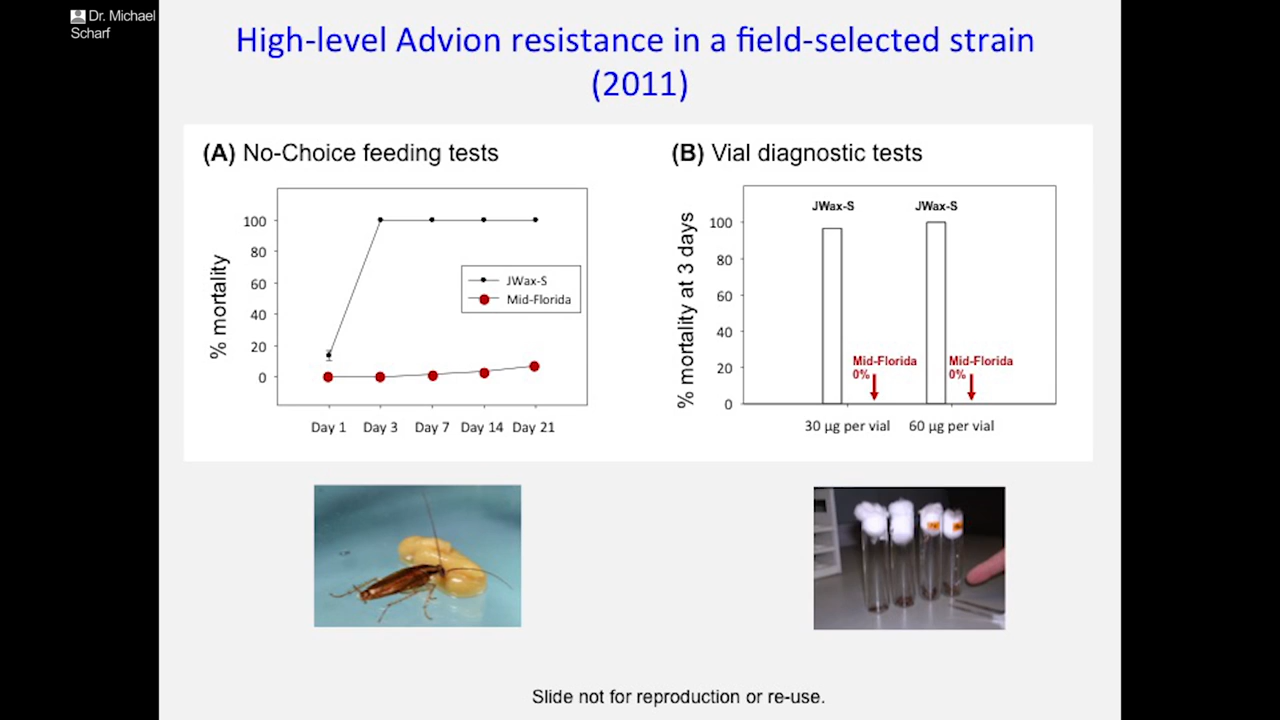 Dr. Michael
Scharf
High-level Advion resistance in a field-selected strain
(2011)
(A) No-Choice feeding tests
% mortality
100
80
60
40
20
0
JWax-S
Mid-Florida
Day 1 Day 3 Day 7 Day 14 Day 21
(B) Vial diagnostic tests
% mortality at 3 days
100
80
60
40
20
0
JWax-S
JWax-S
Mid-Florida
0%
Mid-Florida
0%
30 µg per vial 60 µg per vial
Slide not for reproduction or re-use.